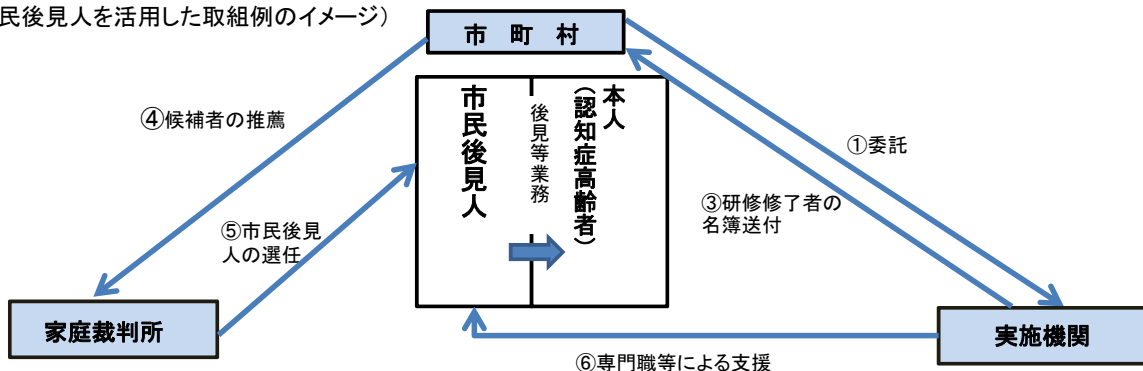 民後見人を活用した取組例のイメージ）
市町村
④候補者の推薦
①委託
市民後見人
後見等業務
本人
（認知症高齢者）
③研修修了者の
名簿送付
⑤市民後見
人の選任
家庭裁判所
実施機関
⑥専門職等による支援